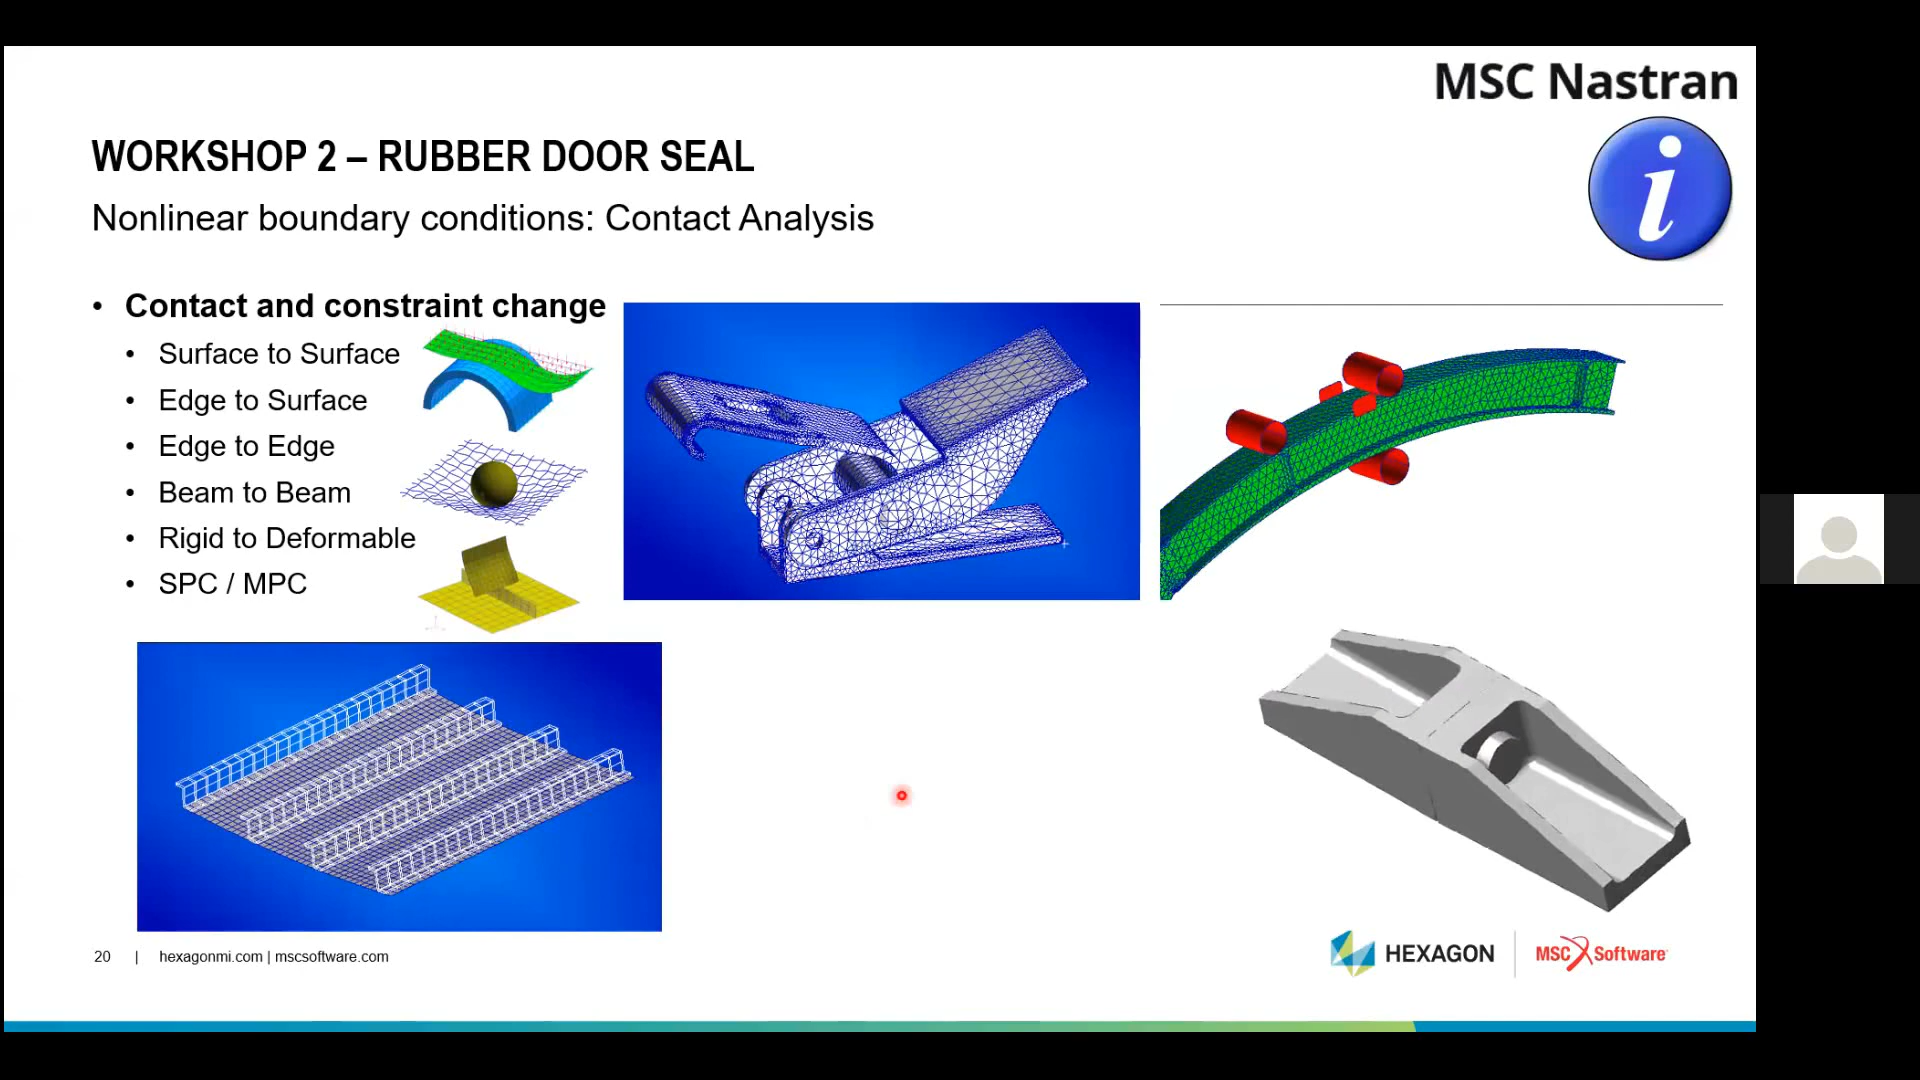 MSC Nastran
i
WORKSHOP 2 – RUBBER DOOR SEAL
Nonlinear boundary conditions: Contact Analysis
• Contact and constraint change
• Surface to Surface
• Edge to Surface
• Edge to Edge
• Beam to Beam
• Rigid to Deformable
• SPC / MPC
20 | hexagonmi.com | mscsoftware.com
HEXAGON
MSC Software